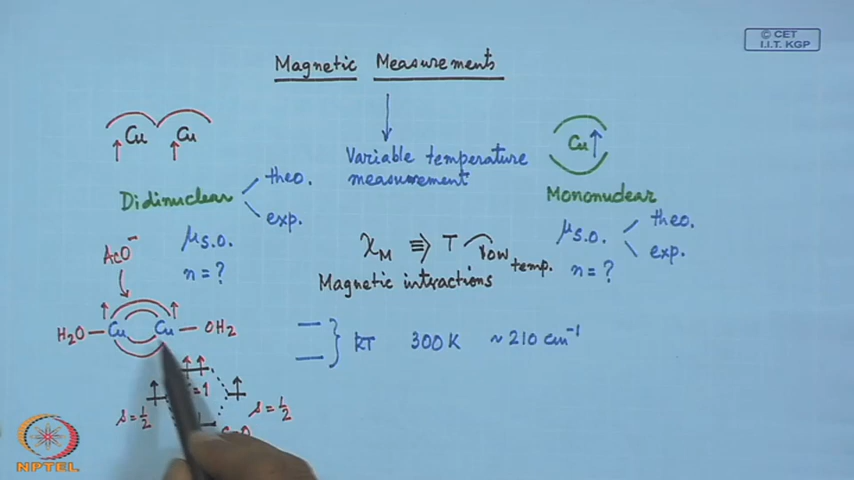 © CET
I.I.T. KGP
Magnetic Measurements
Cu Cu
Cu
Variable temperature
measurement
Didinuclear
theo.
exp.
Mononuclear
μs.o.
n = ?
χM ≡> T low temp.
Magnetic interactions
μs.o.
theo.
exp.
n = ?
AcO⁻
H₂O — Cu Cu — OH₂
kT 300 K ~ 210 cm⁻¹
= 1
s = 1/2
s = 1/2
NPTEL